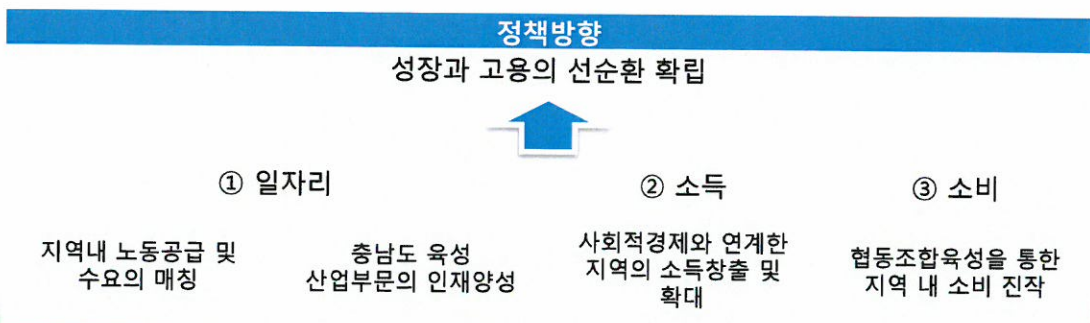 정책방향
성장과 고용의 선순환 확립
① 일자리
② 소득
③ 소비
지역내 노동공급 및
수요의 매칭
충남도 육성
산업부문의 인재양성
사회적경제와 연계한
지역의 소득창출 및
확대
협동조합육성을 통한
지역 내 소비 진작